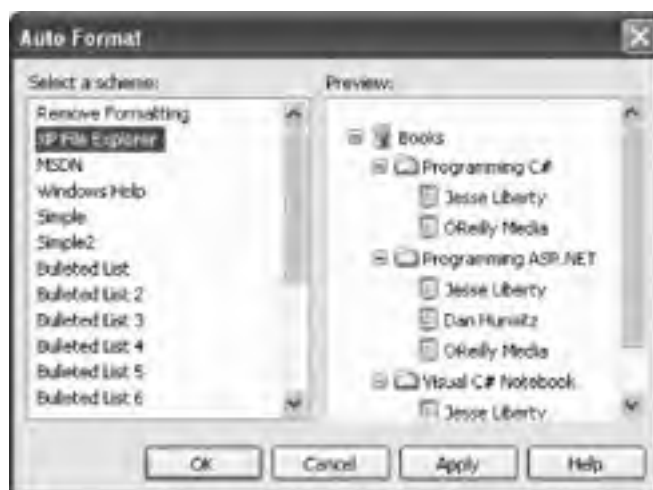 Auto Format
Select a scheme:
Remove Formatting
XP File Explorer
MSDN
Windows Help
Simple
Simple2
Bulleted List
Bulleted List 2
Bulleted List 3
Bulleted List 4
Bulleted List 5
Bulleted List 6
Preview:
Books
Programming C#
Jesse Liberty
OReilly Media
Programming ASP.NET
Jesse Liberty
Dan Hurwitz
OReilly Media
Visual C# Notebook
Jesse Liberty
OK
Cancel
Apply
Help